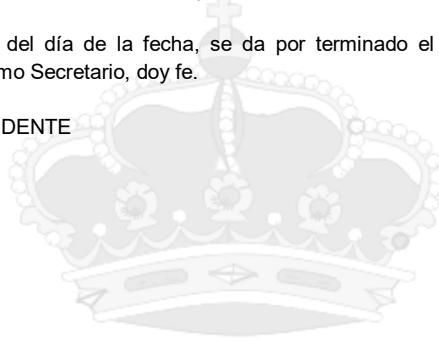 del día de la fecha, se da por terminado el
mo Secretario, doy fe.
DENTE